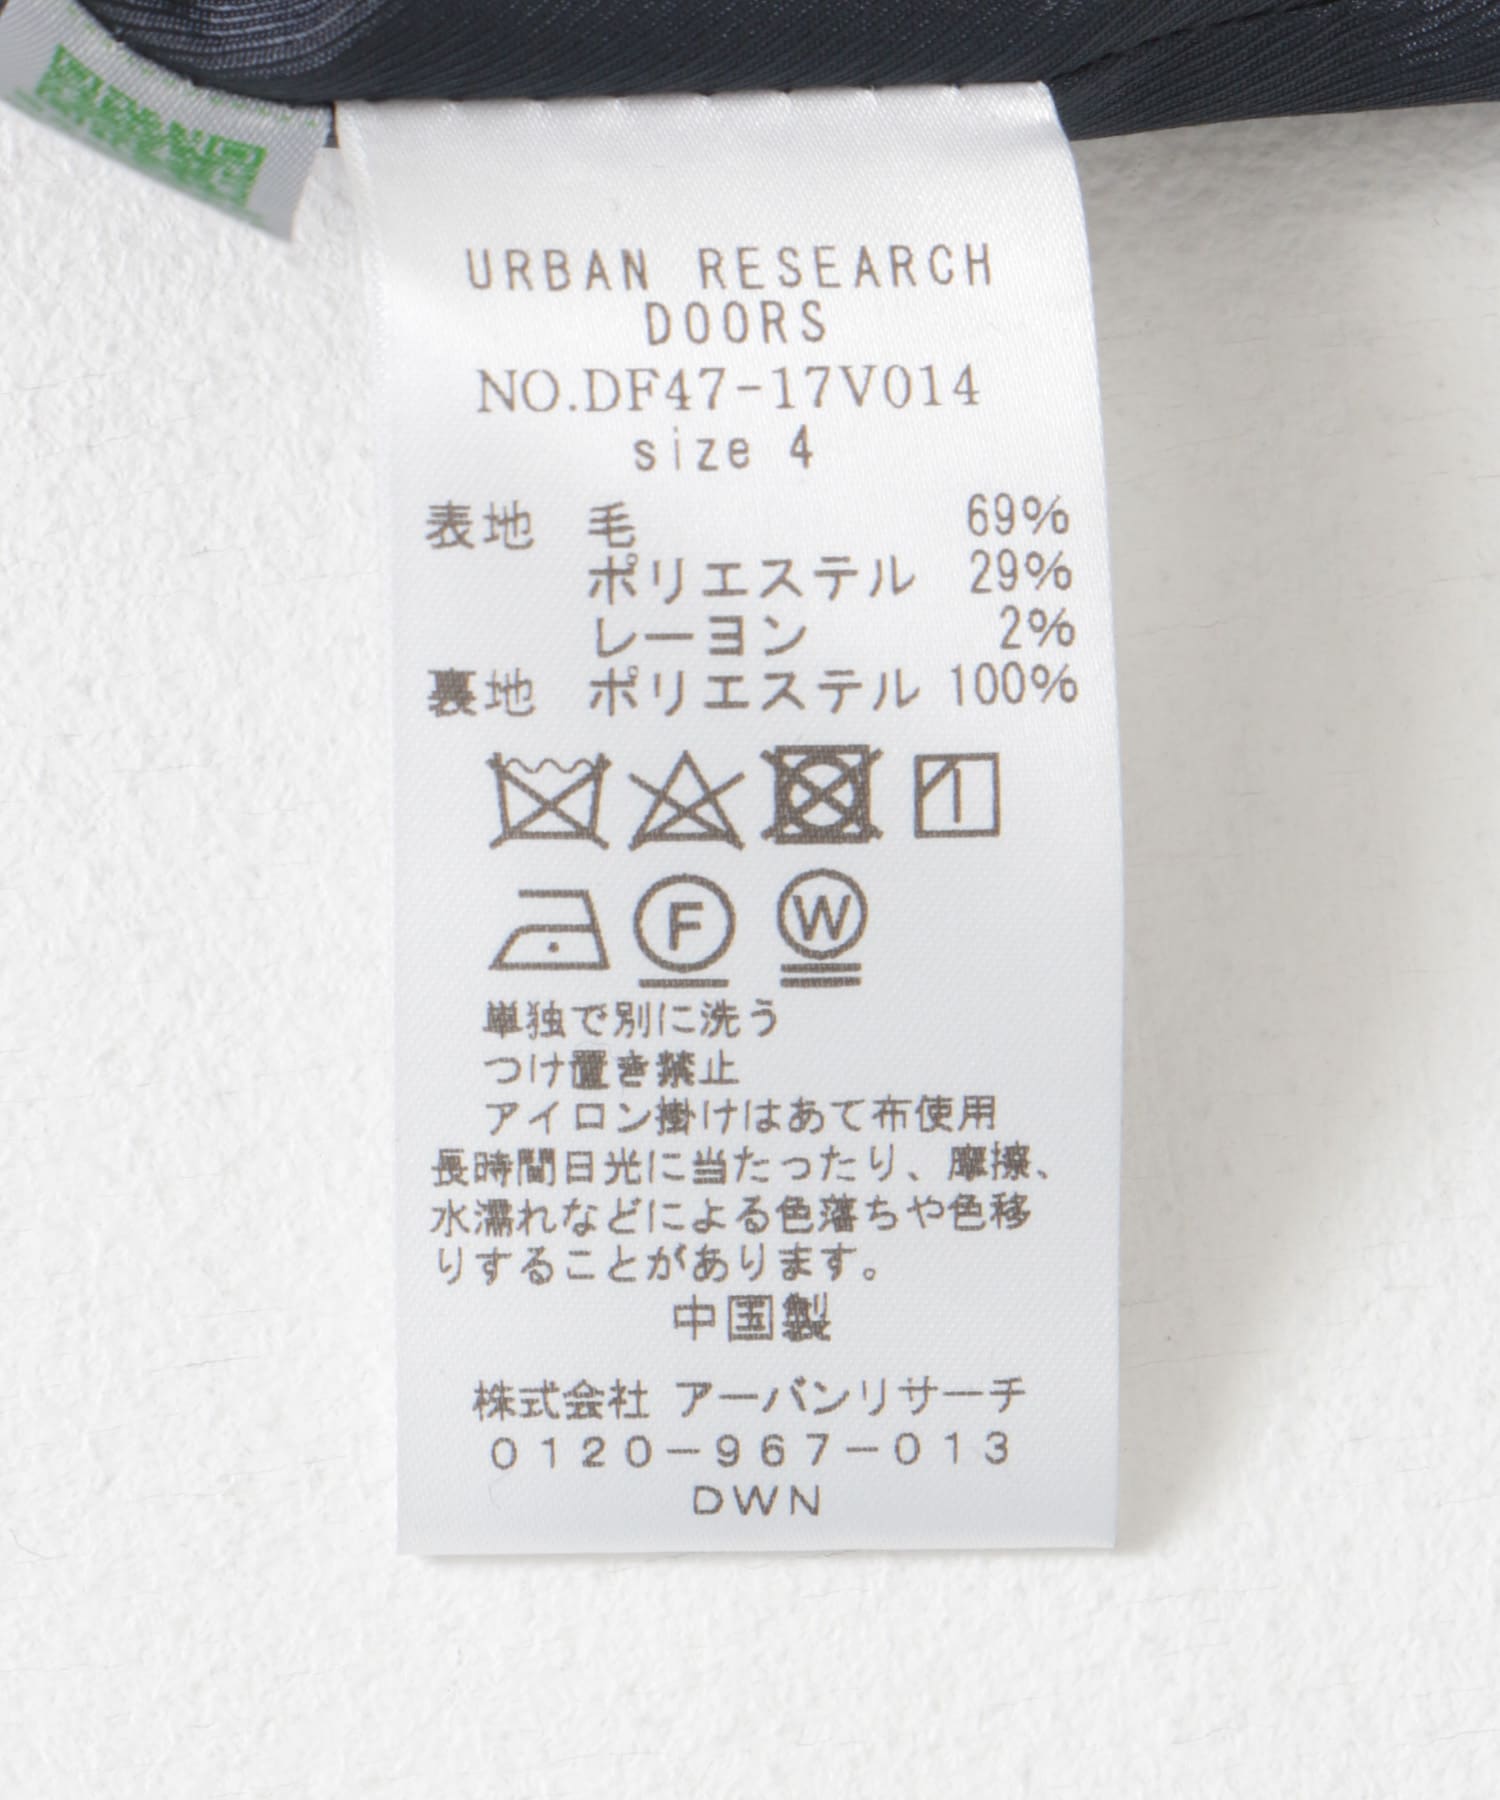 URBAN RESEARCH
DOORS
NO.DF47-17V014
size 4
表地 毛 69%
ポリエステル 29%
レーヨン 2%
裏地 ポリエステル 100%
F W
単独で別に洗う
つけ置き禁止
アイロン掛けはあて布使用
長時間日光に当たったり、摩擦、
水濡れなどによる色落ちや色移
りすることがあります。
中国製
株式会社 アーバンリサーチ
0120-967-013
DWN